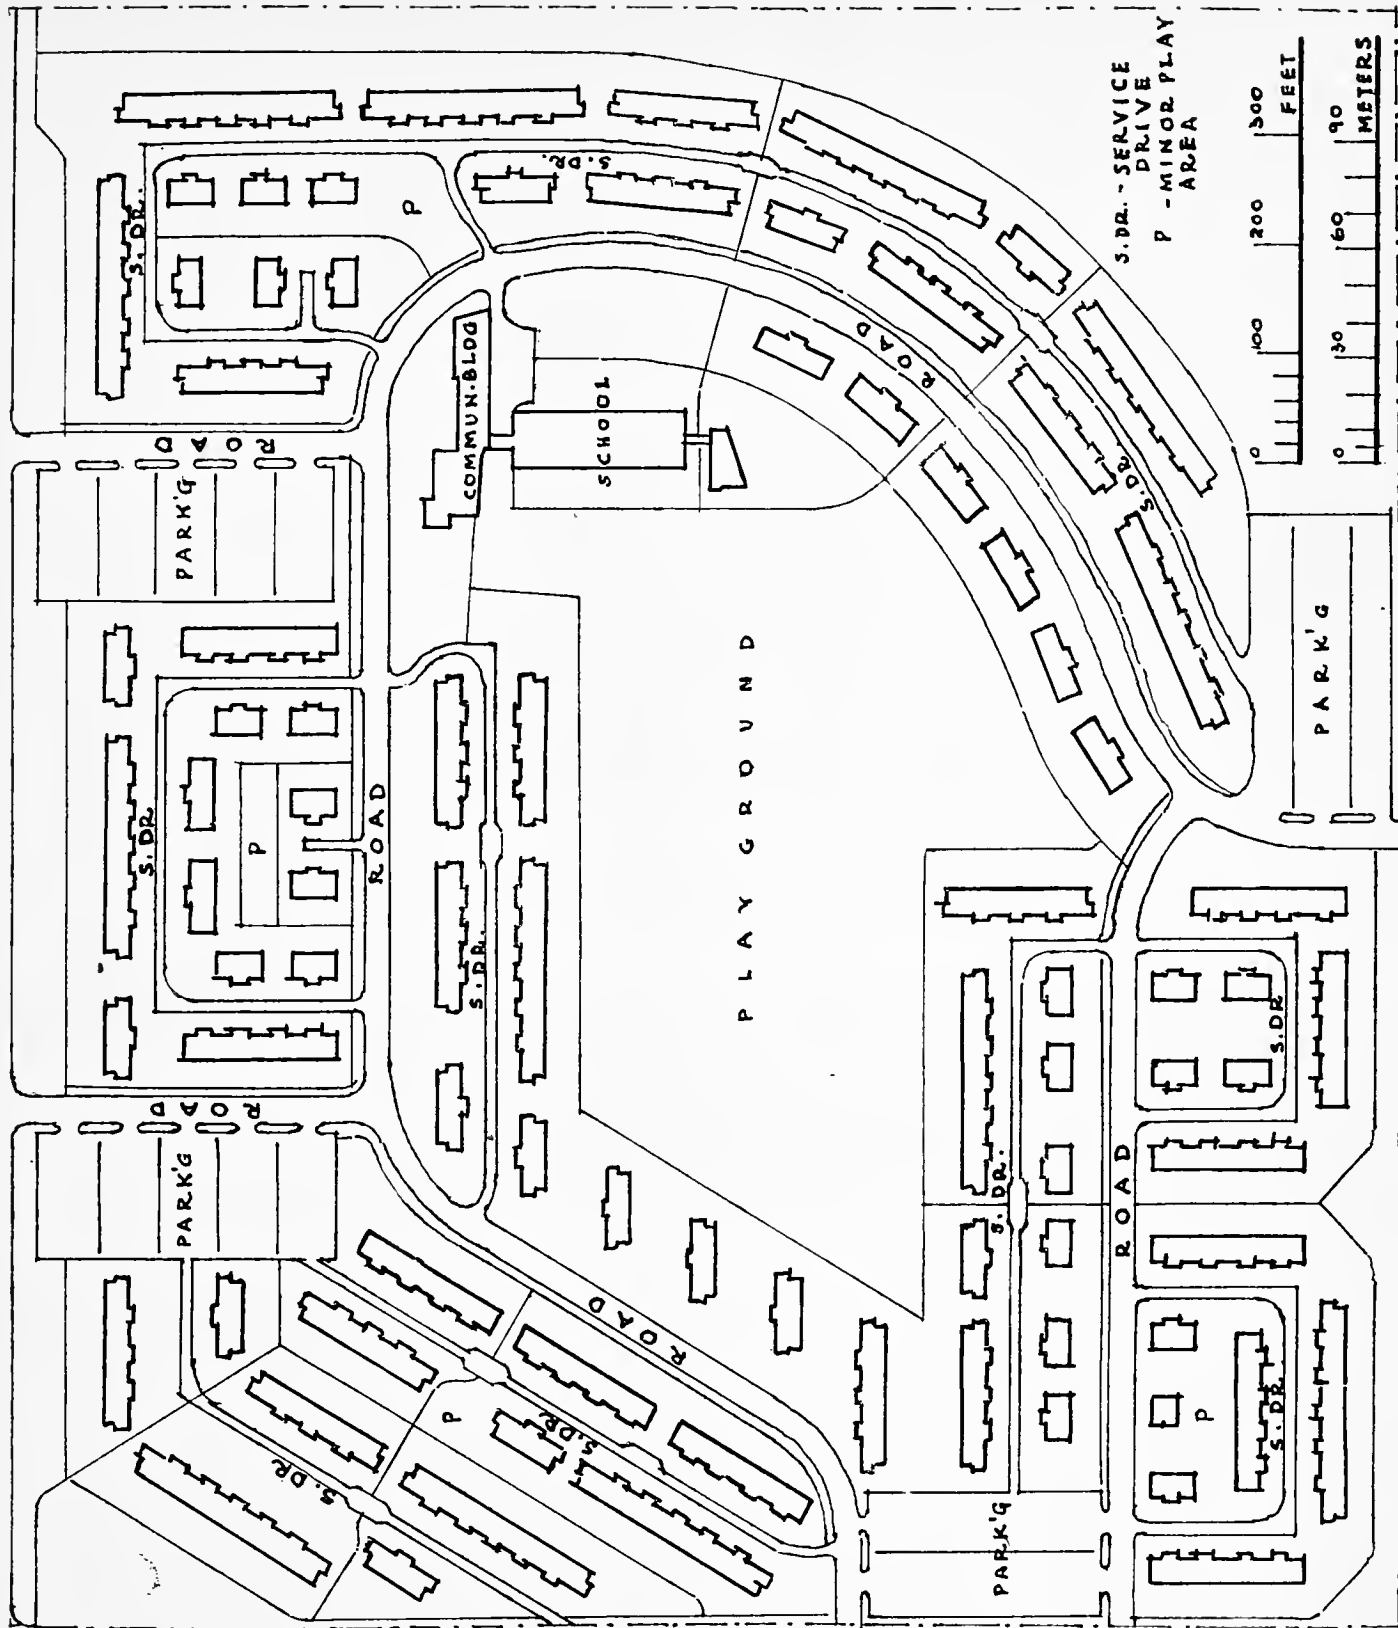 S.DR. - SERVICE
DRIVE
P - MINOR PLAY
AREA
0 100 200 300
FEET
0 30 60 90
METERS
S. DR.
S. DR.
P
ROAD
PARK'G
COMMUN. BLDG
SCHOOL
ROAD
S. DR.
PARK'G
S. DR.
P
ROAD
S. DR.
PLAY GROUND
ROAD
PARK'G
S. DR.
P
S. DR.
ROAD
S. DR.
ROAD
S. DR
P
S. DR.
PARK'G